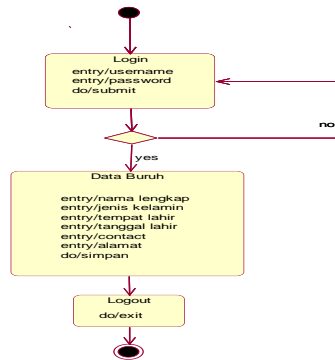 Login
entry/username
entry/password
do/submit
no
yes
Data Buruh
entry/nama lengkap
entry/jenis kelamin
entry/tempat lahir
entry/tanggal lahir
entry/contact
entry/alamat
do/simpan
Logout
do/exit